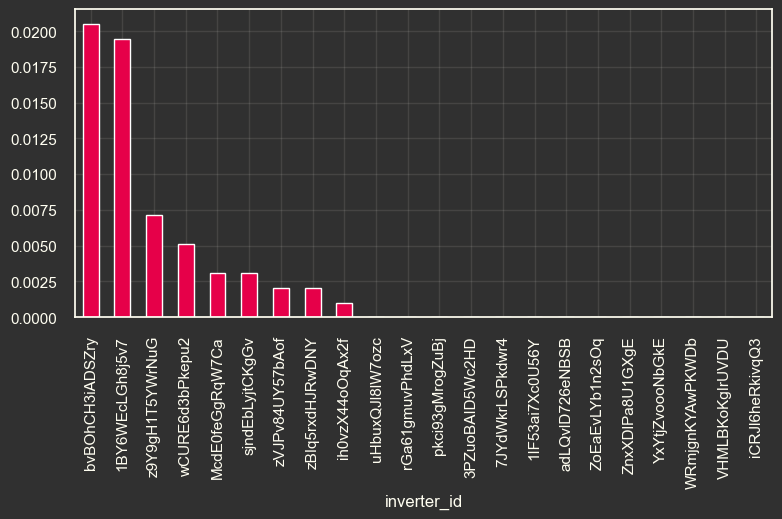 0.0200
0.0175
0.0150
0.0125
0.0100
0.0075
0.0050
0.0025
0.0000
bvBOhCH3iADSZry
1BY6WEcLGh8j5v7
z9Y9gH1T5YWrNuG
wCURE6d3bPkepu2
McdE0feGgRqW7Ca
sjndEbLyjtCKgGv
zVJPv84UY57bAof
zBIq5rxdHJRwDNY
ih0vzX44oOqAx2f
uHbuxQJl8lW7ozc
rGa61gmuvPhdLxV
pkci93gMrogZuBj
3PZuoBAID5Wc2HD
7JYdWkrLSPkdwr4
1IF53ai7Xc0U56Y
adLQvlD726eNBSB
ZoEaEvLYb1n2sOq
ZnxXDlPa8U1GXgE
YxYtjZvoooNbGkE
WRmjgnKYAwPKWDb
VHMLBKoKgIrUVDU
iCRJl6heRkivqQ3
inverter_id